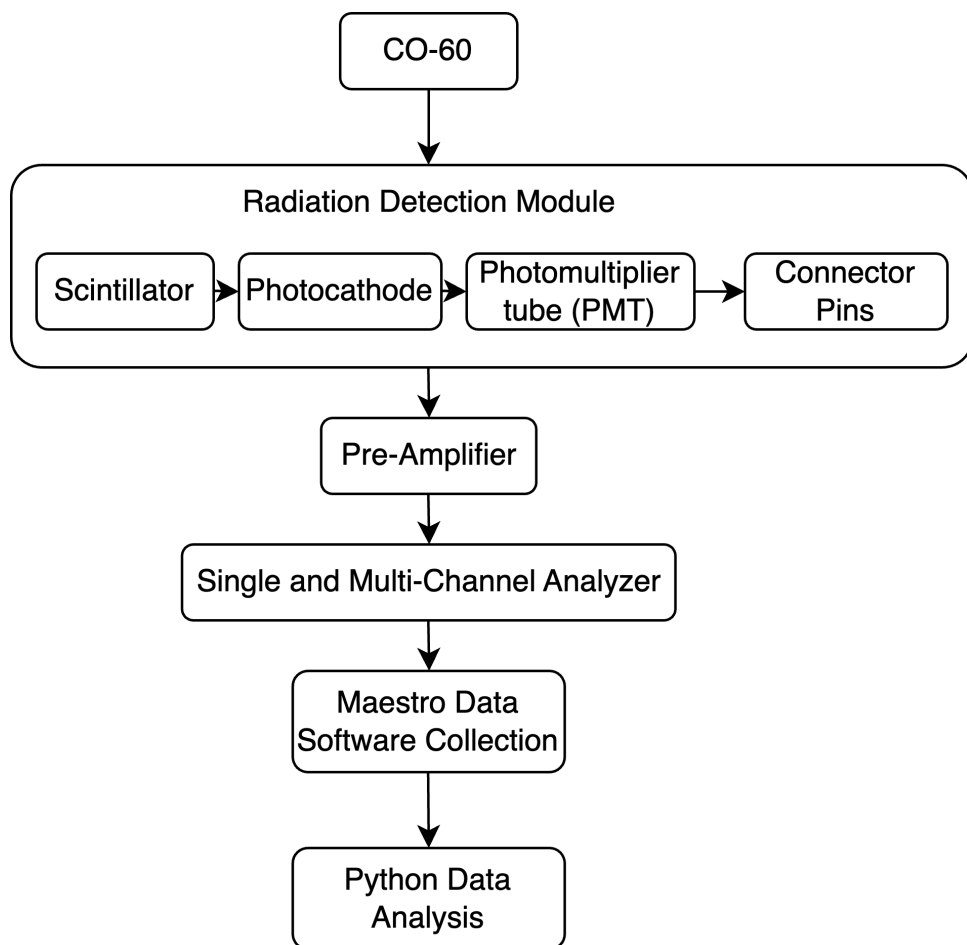 CO-60
Radiation Detection Module
Scintillator
Photocathode
Photomultiplier
tube (PMT)
Connector
Pins
Pre-Amplifier
Single and Multi-Channel Analyzer
Maestro Data
Software Collection
Python Data
Analysis